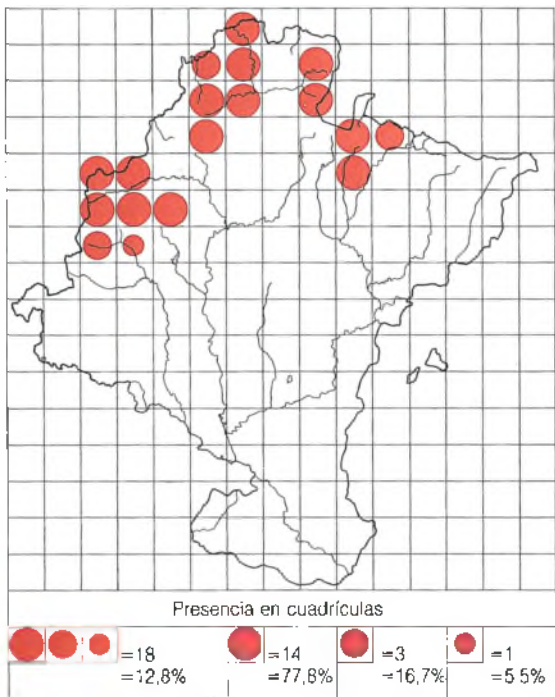 Presencia en cuadrículas
=18 =14 =3 =1
=12,8% =77,8% =16,7% =5 5%